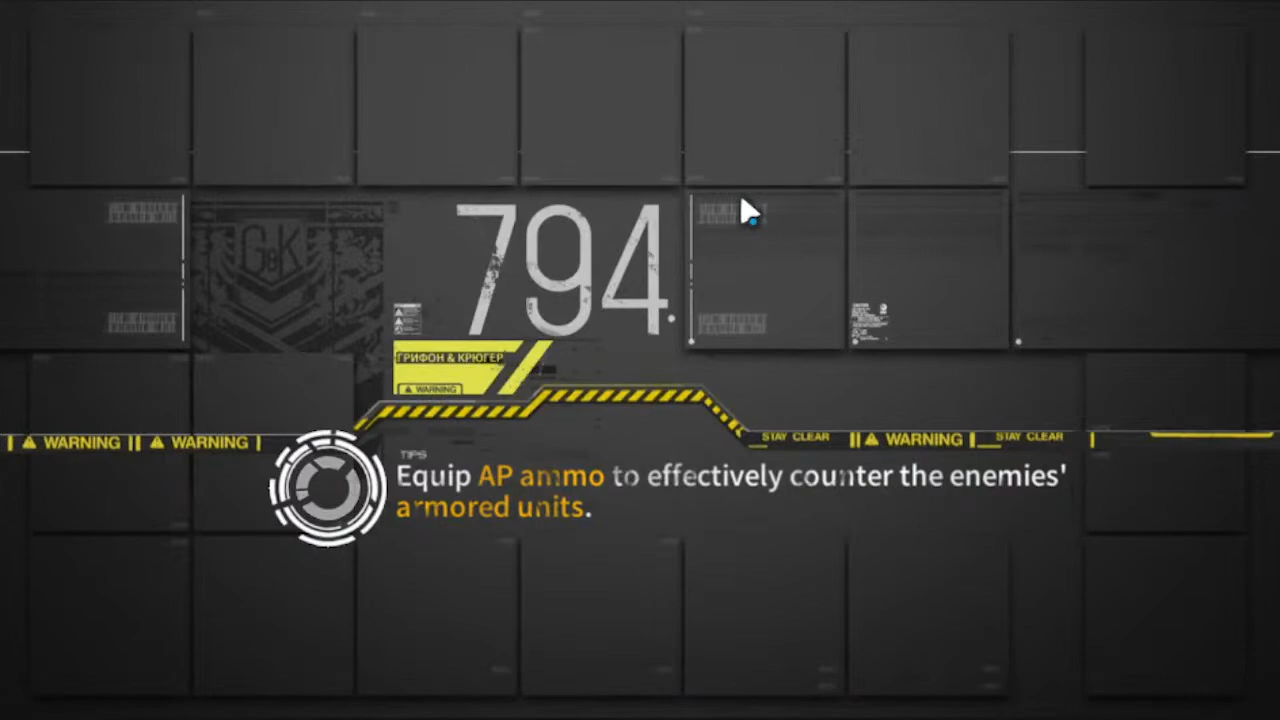 G&K
794.
ГРИФОН & КРЮГЕР
WARNING
WARNING
WARNING
STAY CLEAR
WARNING
STAY CLEAR
TIPS
Equip AP ammo to effectively counter the enemies'
armored units.